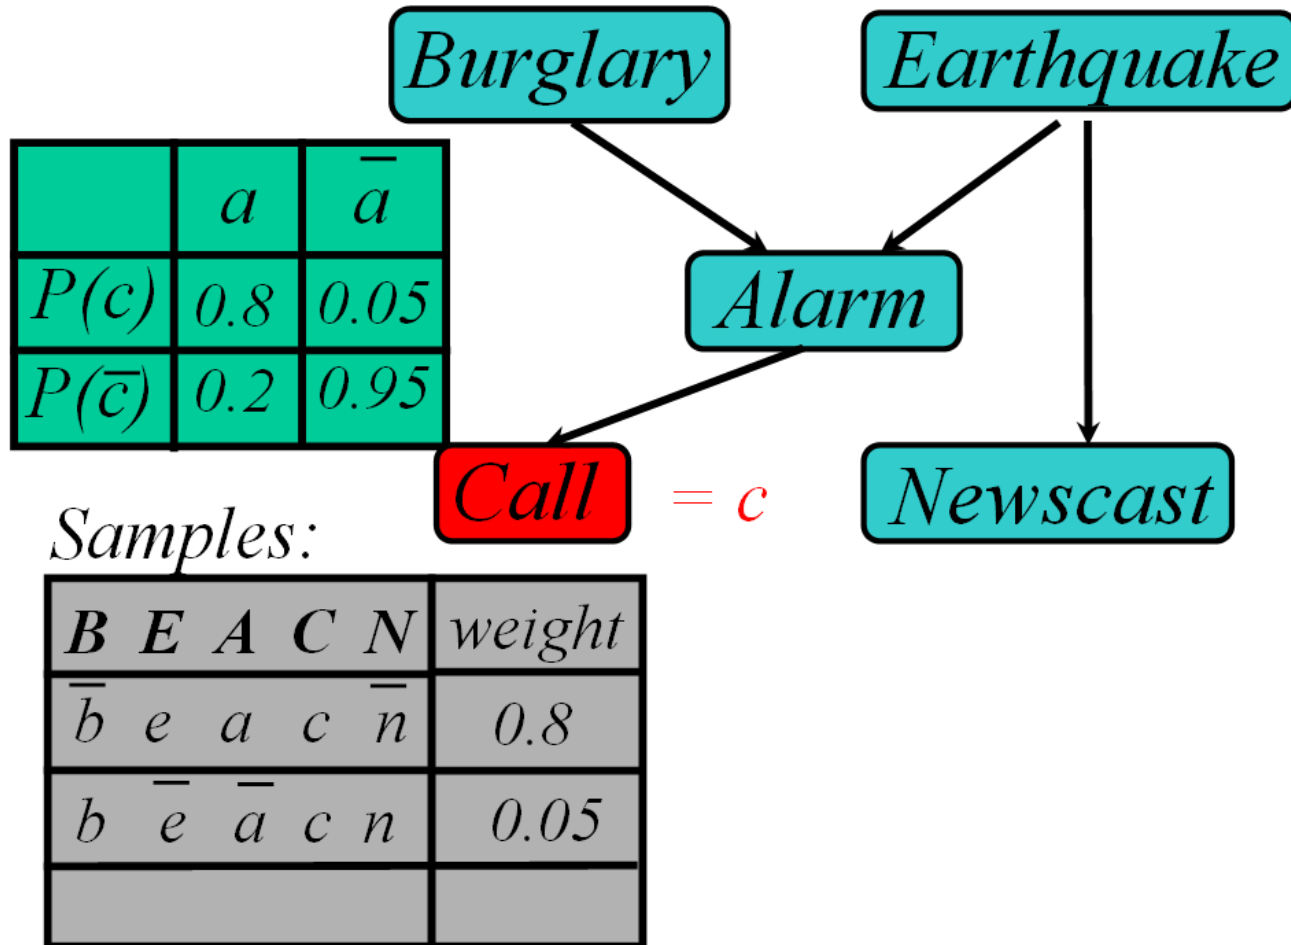 Burglary Earthquake
a a̅
Alarm
P(c) 0.8 0.05
P(c̅) 0.2 0.95
Call = c Newscast
Samples:
B E A C N weight
b̅ e a c n̅ 0.8
b e̅ a̅ c n 0.05